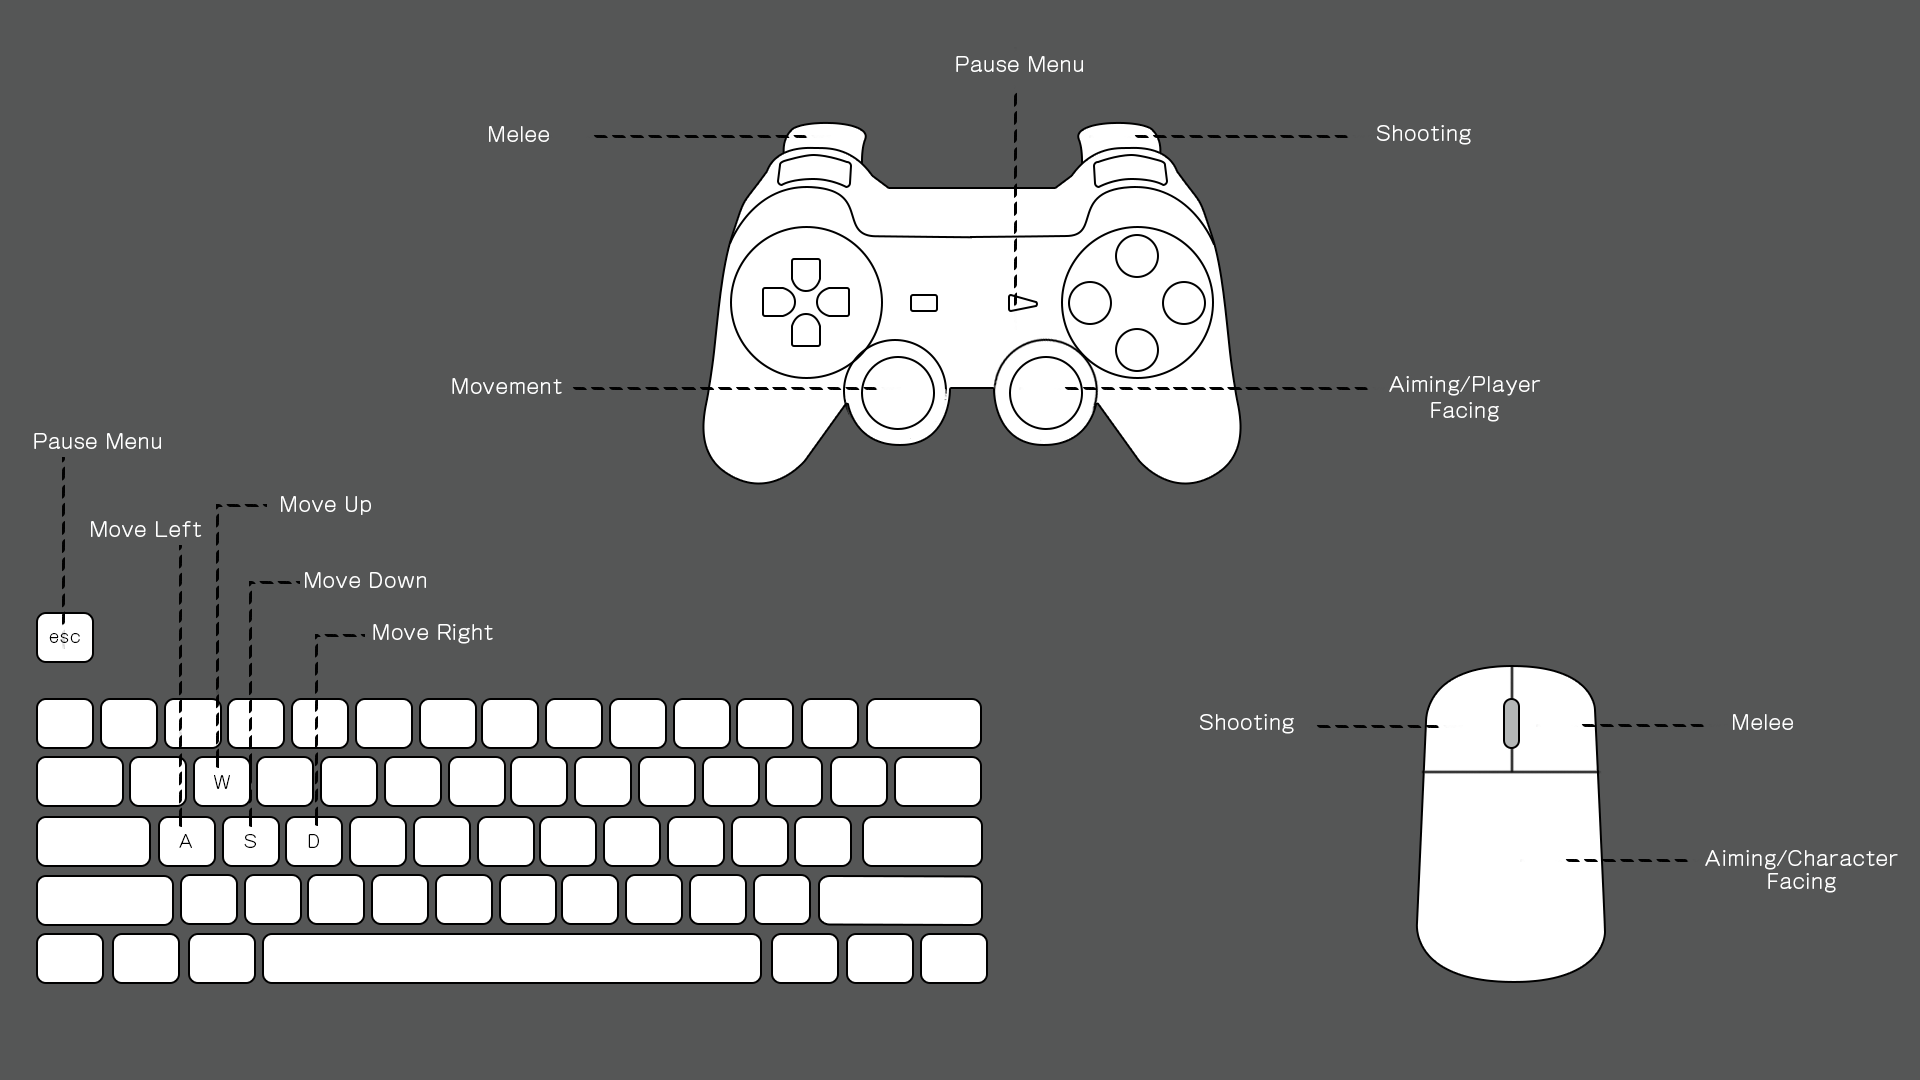 Pause Menu
Melee
Shooting
Movement
Aiming/Player
Facing
Pause Menu
Move Up
Move Left
Move Down
Move Right
esc
W
A
S
D
Shooting
Melee
Aiming/Character
Facing